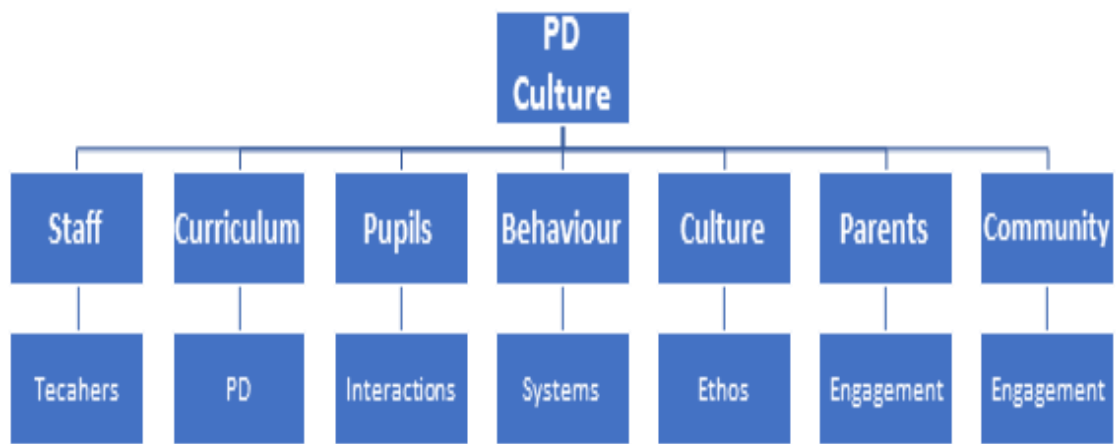 PD
Culture
Staff
Curriculum
Pupils
Behaviour
Culture
Parents
Community
Tecahers
PD
Interactions
Systems
Ethos
Engagement
Engagement